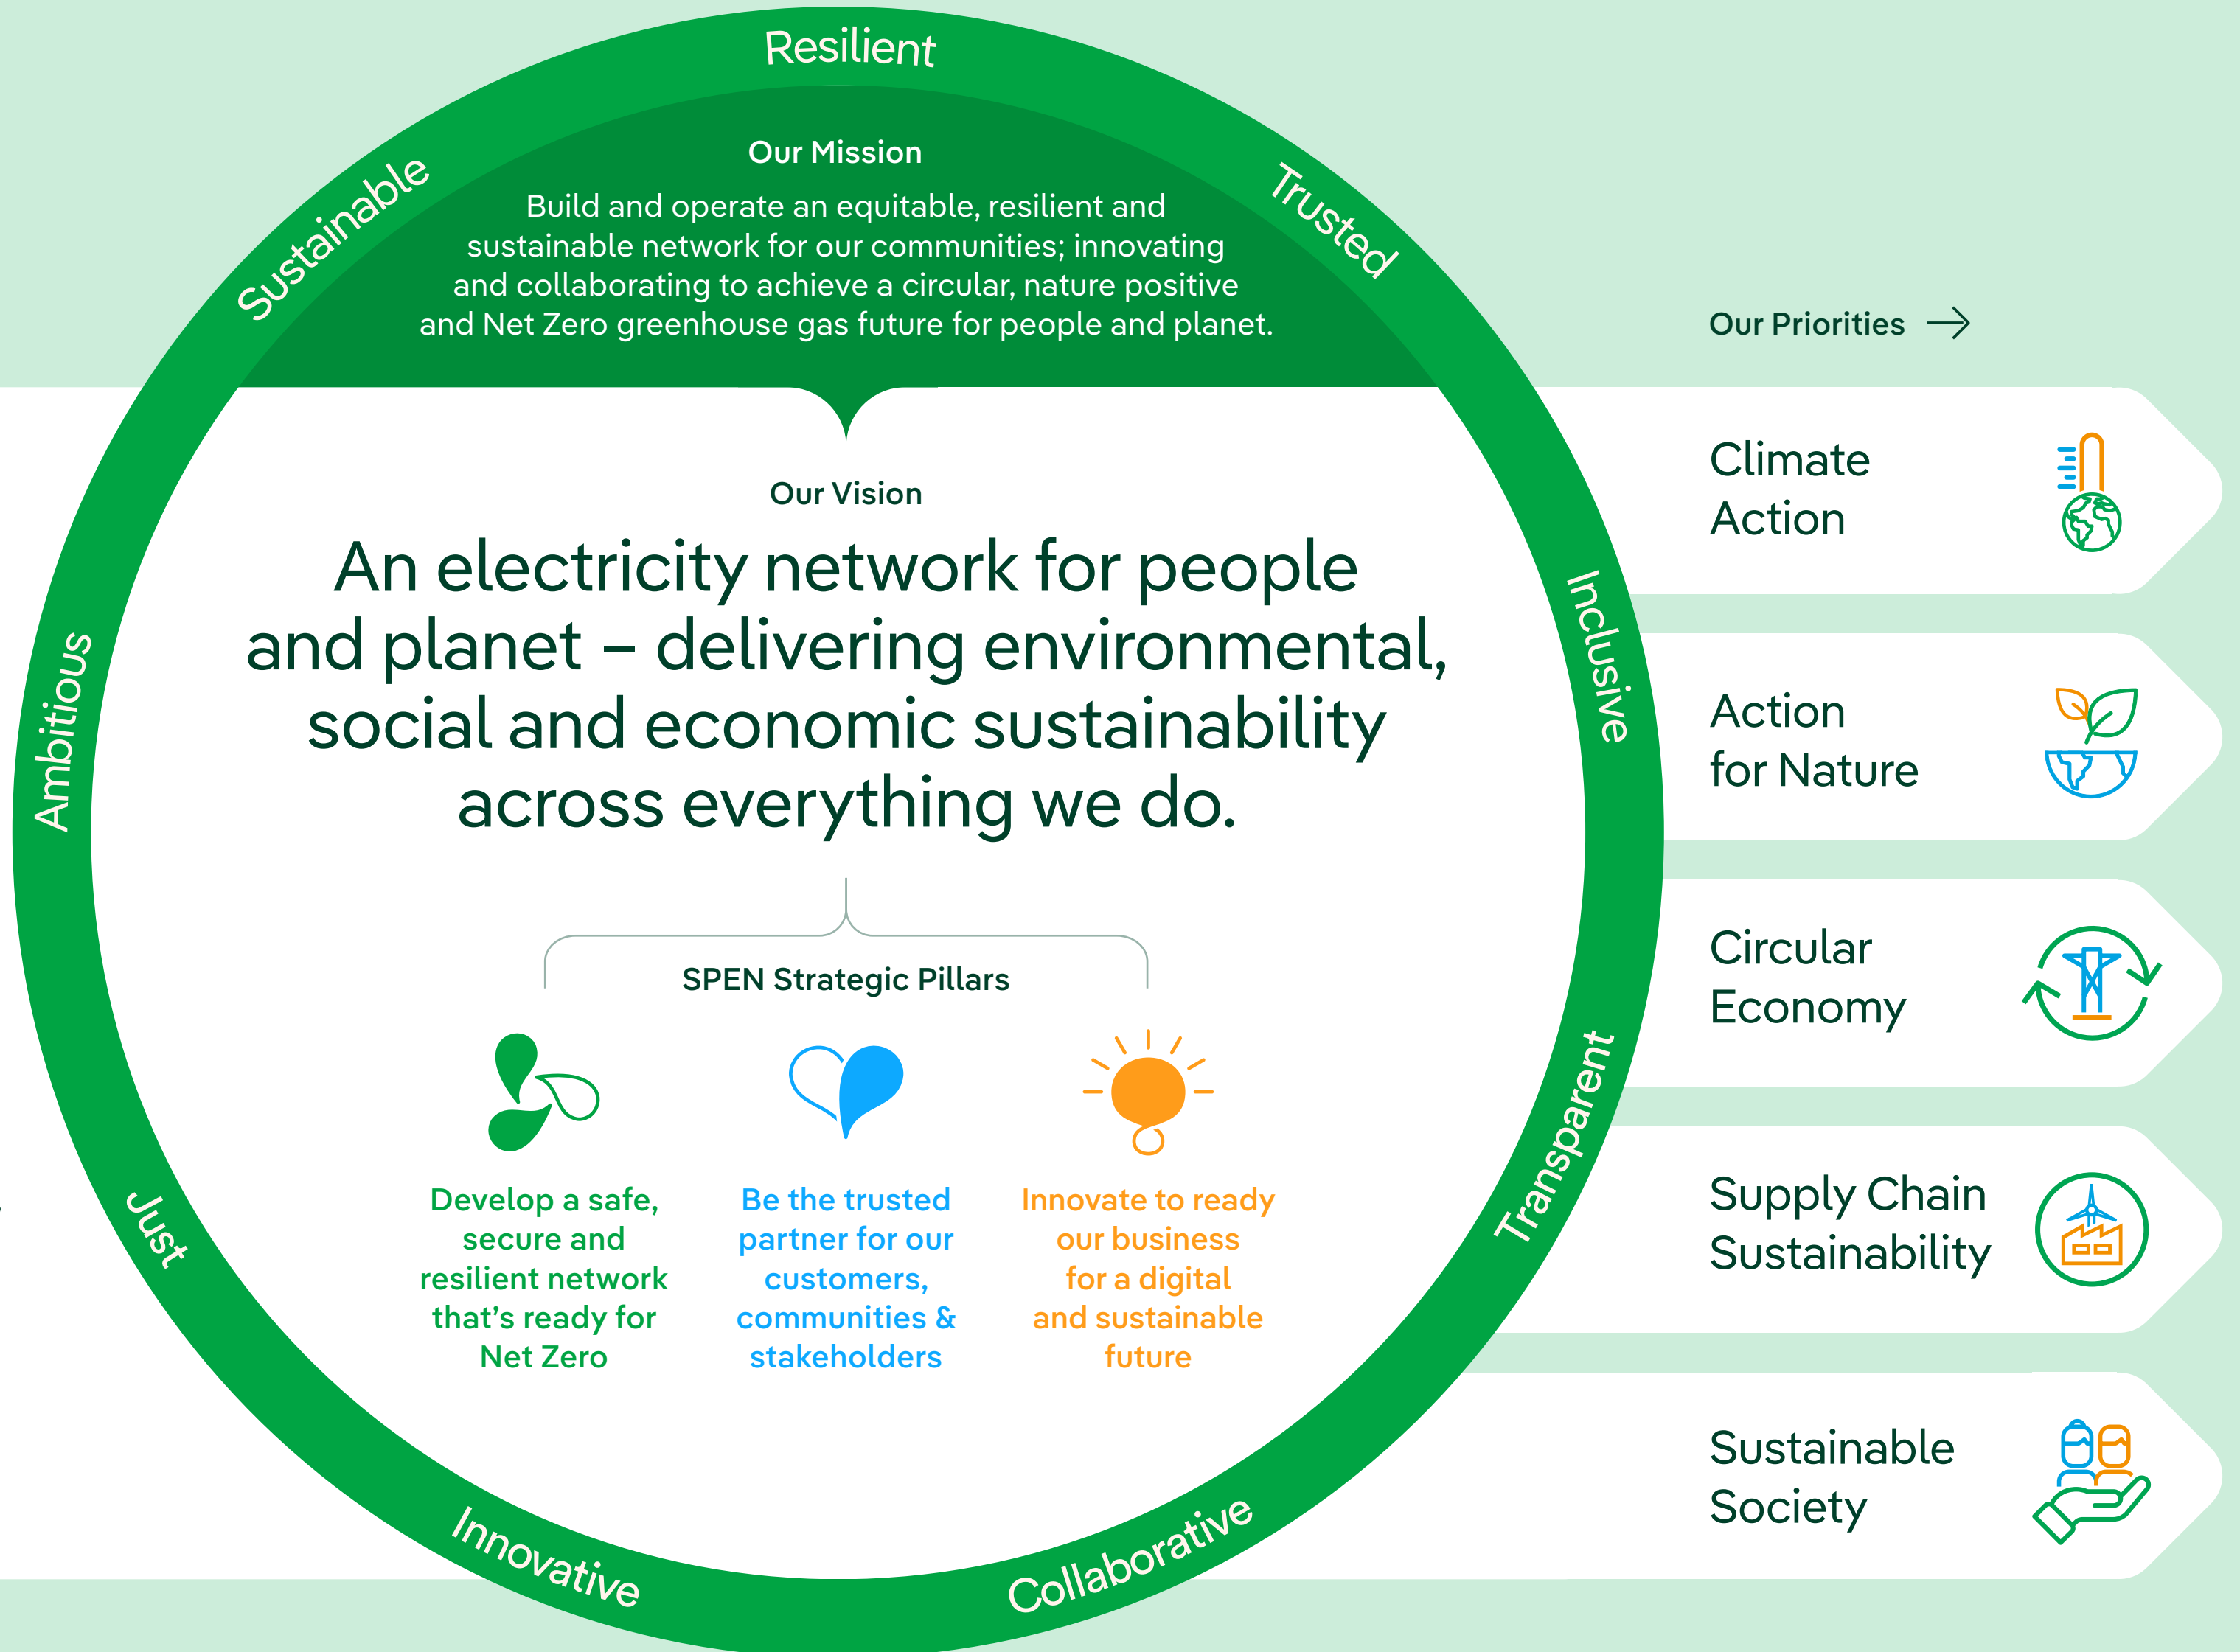 Resilient
Sustainable
Trusted
Ambitious
Inclusive
Just
Transparent
Innovative
Collaborative
Our Mission
Build and operate an equitable, resilient and
sustainable network for our communities; innovating
and collaborating to achieve a circular, nature positive
and Net Zero greenhouse gas future for people and planet.
Our Vision
An electricity network for people
and planet – delivering environmental,
social and economic sustainability
across everything we do.
SPEN Strategic Pillars
Develop a safe,
secure and
resilient network
that’s ready for
Net Zero
Be the trusted
partner for our
customers,
communities &
stakeholders
Innovate to ready
our business
for a digital
and sustainable
future
Our Priorities
Climate
Action
Action
for Nature
Circular
Economy
Supply Chain
Sustainability
Sustainable
Society